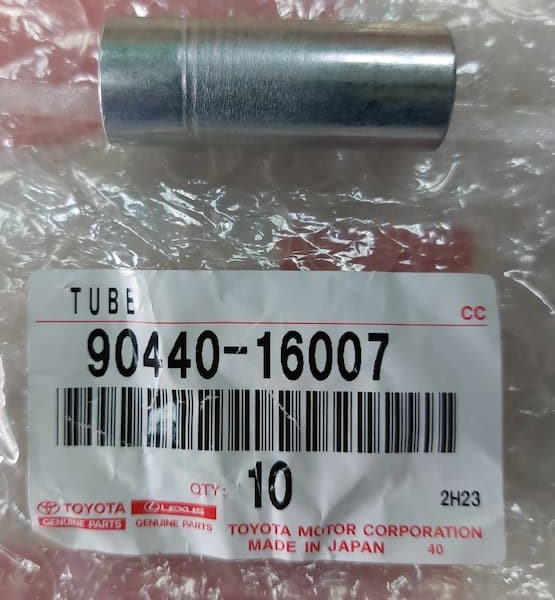 TUBE
CC
90440-16007
QTY: 10
2H23
TOYOTA LEXUS
GENUINE PARTS GENUINE PARTS
TOYOTA MOTOR CORPORATION
MADE IN JAPAN 40